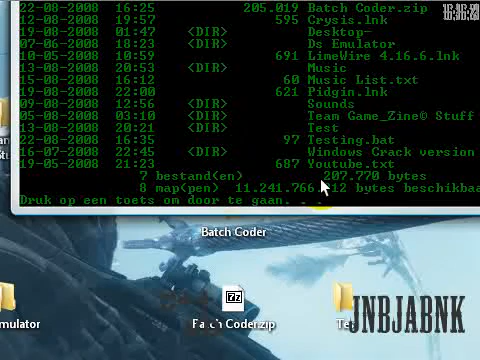 22-08-2008 16:25 205.019 Batch Coder.zip
12-08-2008 19:57 595 Crysis.lnk
19-08-2008 01:47 <DIR> Desktop-
07-06-2008 18:23 <DIR> Ds Emulator
10-05-2008 10:59 691 LimeWire 4.16.6.lnk
13-08-2008 20:53 <DIR> Music
15-08-2008 16:12 60 Music List.txt
19-08-2008 22:00 621 Pidgin.lnk
09-08-2008 12:56 <DIR> Sounds
05-08-2008 03:10 <DIR> Team Game_Zine© Stuff
13-08-2008 20:21 <DIR> Test
22-08-2008 16:35 97 Testing.bat
16-07-2008 22:45 <DIR> Windows Crack version
19-05-2008 21:23 687 Youtube.txt
7 bestand(en) 207.770 bytes
8 map(pen) 11.241.766. 12 bytes beschikbaa
Druk op een toets om door te gaan. . .
Batch Coder
mulator
Coder.zip
JNBJABNK